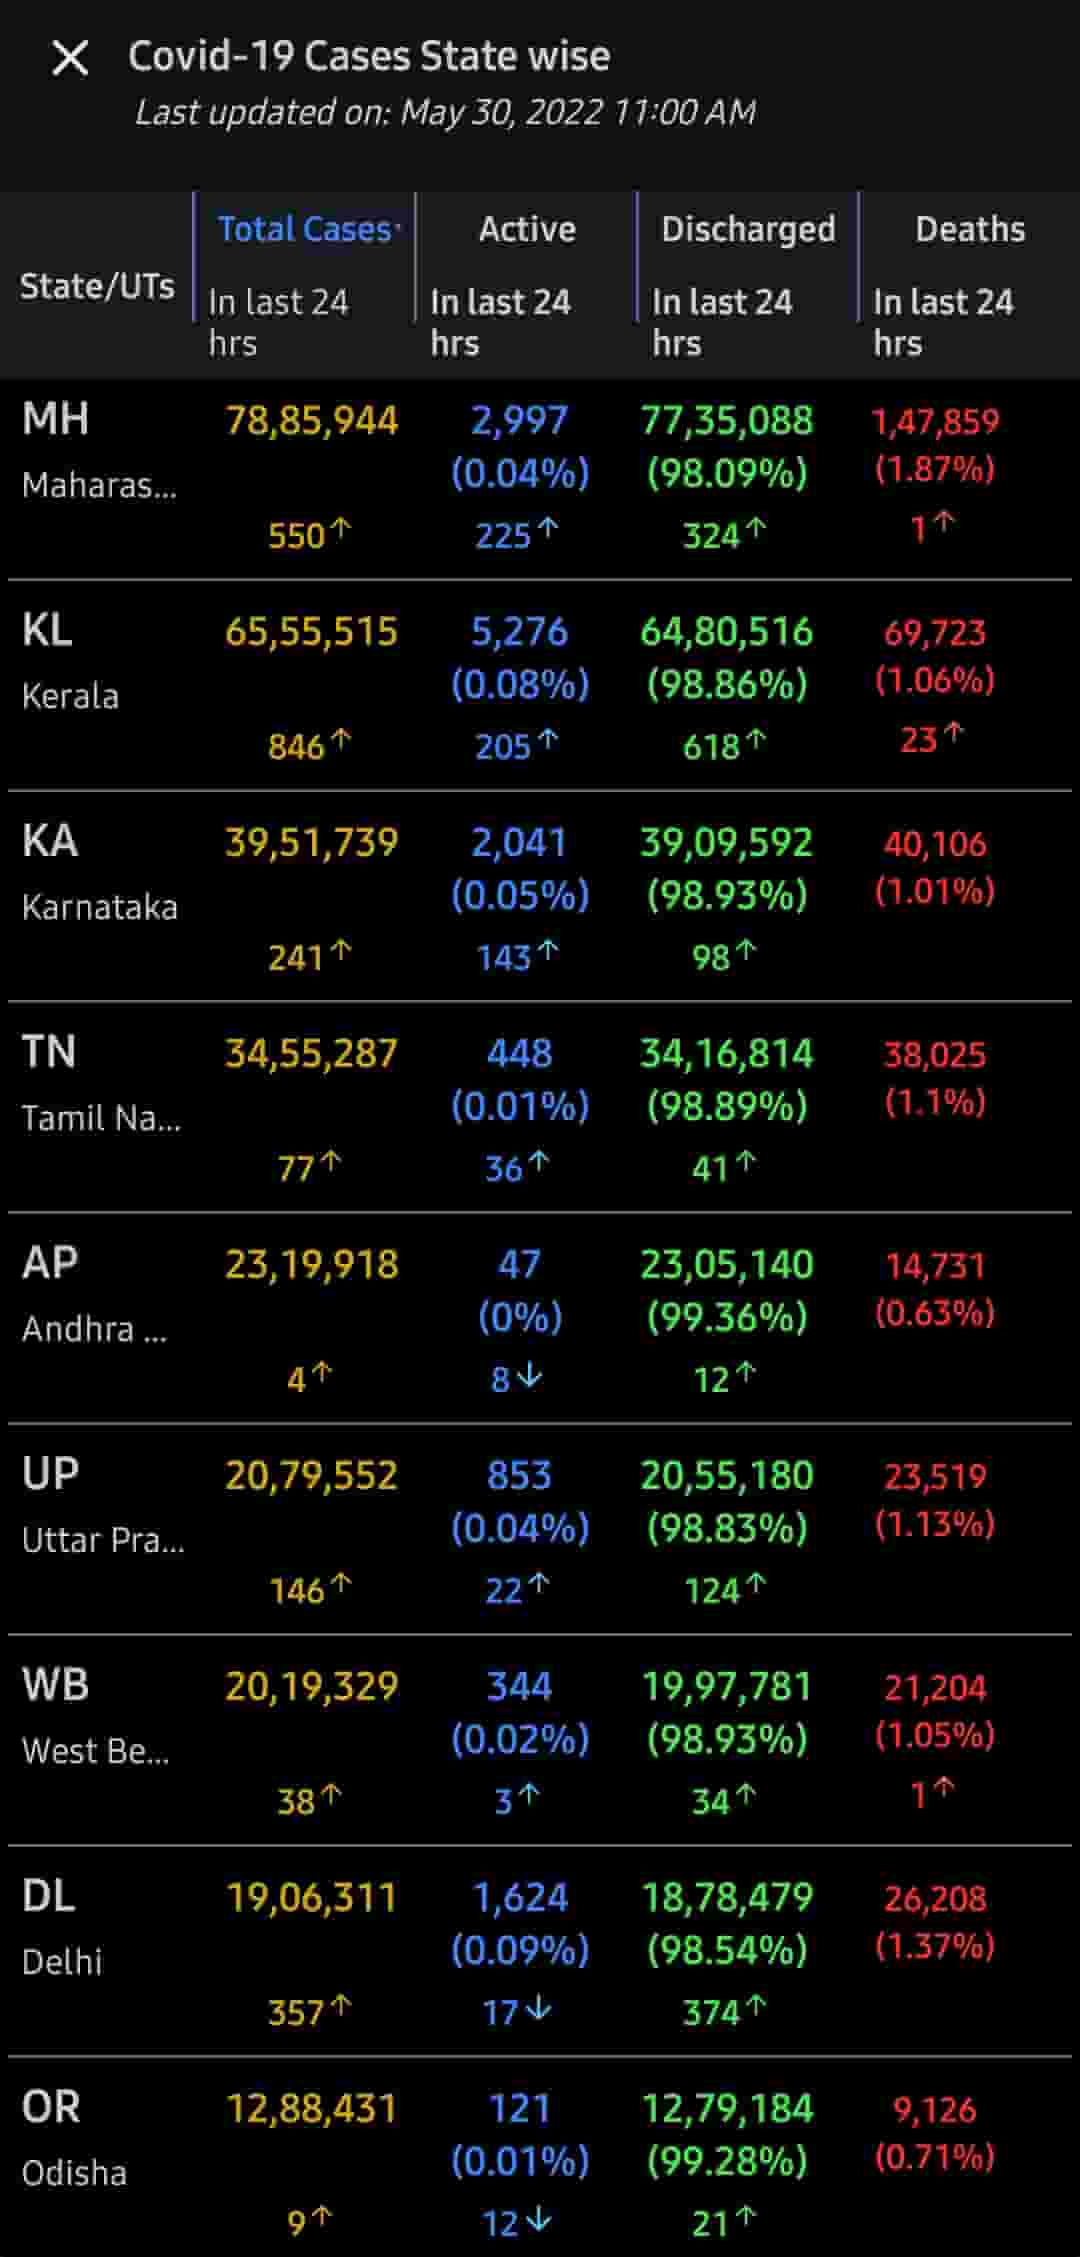 Covid-19 Cases State wise
Last updated on: May 30, 2022 11:00 AM
State/UTs
Total Cases
In last 24
hrs
Active
In last 24
hrs
Discharged
In last 24
hrs
Deaths
In last 24
hrs
MH 78,85,944 2,997 77,35,088 1,47,859
Maharas... (0.04%) (98.09%) (1.87%)
550↑ 225↑ 324↑ 1↑
KL 65,55,515 5,276 64,80,516 69,723
Kerala (0.08%) (98.86%) (1.06%)
846↑ 205↑ 618↑ 23↑
KA 39,51,739 2,041 39,09,592 40,106
Karnataka (0.05%) (98.93%) (1.01%)
241↑ 143↑ 98↑
TN 34,55,287 448 34,16,814 38,025
Tamil Na... (0.01%) (98.89%) (1.1%)
77↑ 36↑ 41↑
AP 23,19,918 47 23,05,140 14,731
Andhra ... (0%) (99.36%) (0.63%)
4↑ 8↓ 12↑
UP 20,79,552 853 20,55,180 23,519
Uttar Pra... (0.04%) (98.83%) (1.13%)
146↑ 22↑ 124↑
WB 20,19,329 344 19,97,781 21,204
West Be... (0.02%) (98.93%) (1.05%)
38↑ 3↑ 34↑ 1↑
DL 19,06,311 1,624 18,78,479 26,208
Delhi (0.09%) (98.54%) (1.37%)
357↑ 17↓ 374↑
OR 12,88,431 121 12,79,184 9,126
Odisha (0.01%) (99.28%) (0.71%)
9↑ 12↓ 21↑